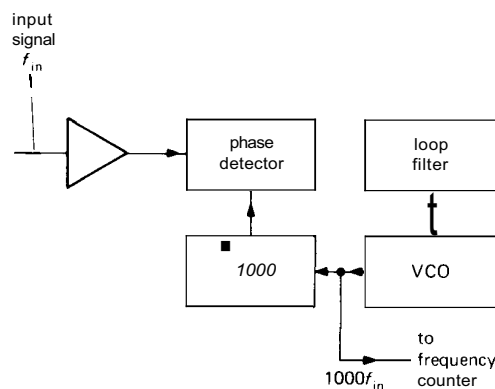 input
signal
f in
phase
detector
loop
filter
1000
VCO
to
frequency
counter
1000f in